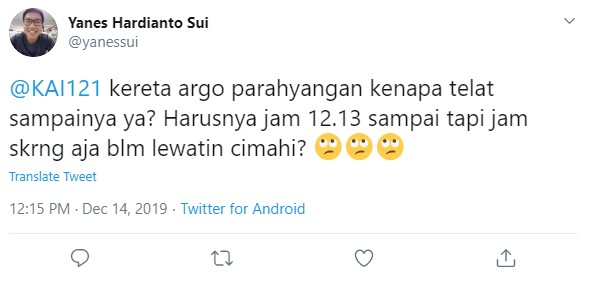 Yanes Hardianto Sui
@yanessui
@KAI121 kereta argo parahyangan kenapa telat
sampainya ya? Harusnya jam 12.13 sampai tapi jam
skrng aja blm lewatin cimahi? 🙄🙄🙄
Translate Tweet
12:15 PM · Dec 14, 2019 · Twitter for Android